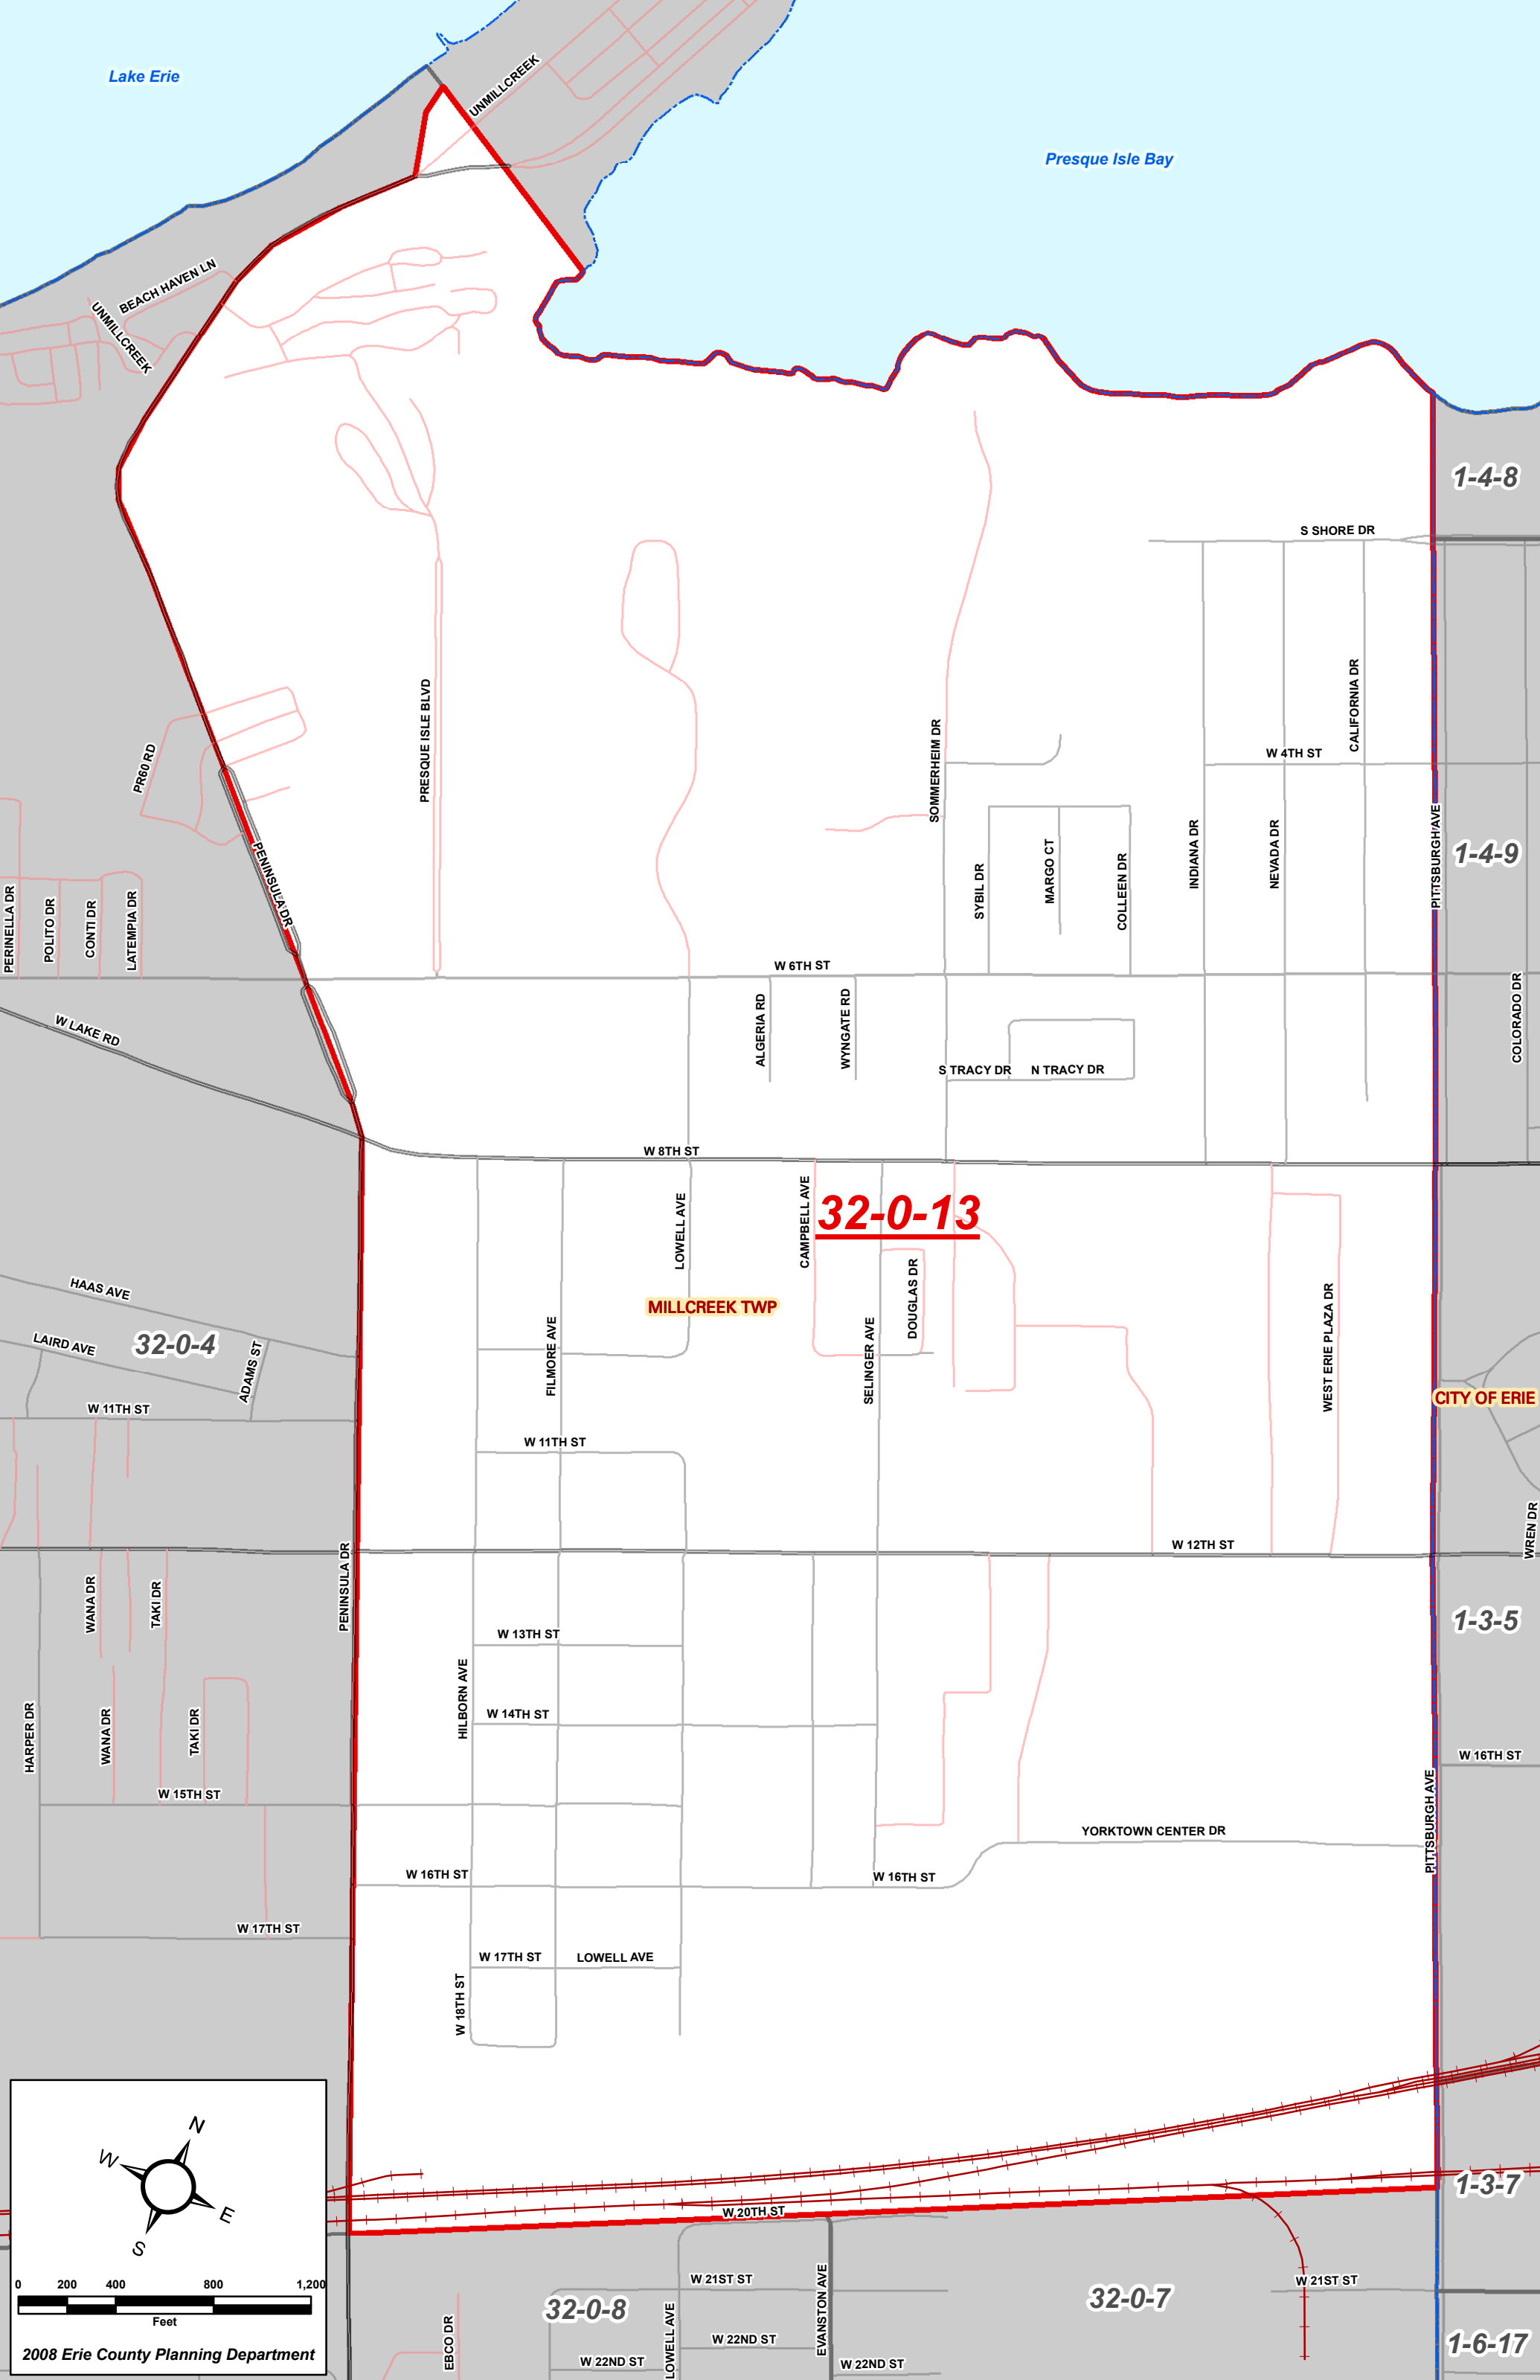 Lake Erie
UNMILLCREEK
Presque Isle Bay
BEACH HAVEN LN
UNMILLCREEK
1-4-8
S SHORE DR
PRESQUE ISLE BLVD
CALIFORNIA DR
SOMMERHEIM DR
W 4TH ST
PR60 RD
PITTSBURGH AVE
1-4-9
INDIANA DR
NEVADA DR
MARGO CT
COLLEEN DR
SYBIL DR
PENINSULA DR
PERINELLA DR
POLITO DR
CONTI DR
LATEMPIA DR
W 6TH ST
COLORADO DR
ALGERIA RD
WYNGATE RD
W LAKE RD
S TRACY DR
N TRACY DR
W 8TH ST
LOWELL AVE
CAMPBELL AVE
32-0-13
HAAS AVE
DOUGLAS DR
MILLCREEK TWP
LAIRD AVE
32-0-4
ADAMS ST
FILMORE AVE
SELINGER AVE
WEST ERIE PLAZA DR
CITY OF ERIE
W 11TH ST
W 11TH ST
WREN DR
W 12TH ST
PENINSULA DR
WANA DR
TAKI DR
1-3-5
W 13TH ST
HILBORN AVE
HARPER DR
WANA DR
TAKI DR
W 14TH ST
W 16TH ST
W 15TH ST
PITTSBURGH AVE
YORKTOWN CENTER DR
W 16TH ST
W 16TH ST
W 17TH ST
W 17TH ST
LOWELL AVE
W 18TH ST
N
W
E
S
1-3-7
W 20TH ST
0 200 400 800 1,200
Feet
2008 Erie County Planning Department
W 21ST ST
W 21ST ST
EVANSTON AVE
32-0-8
32-0-7
EBCO DR
LOWELL AVE
W 22ND ST
W 22ND ST
W 22ND ST
1-6-17